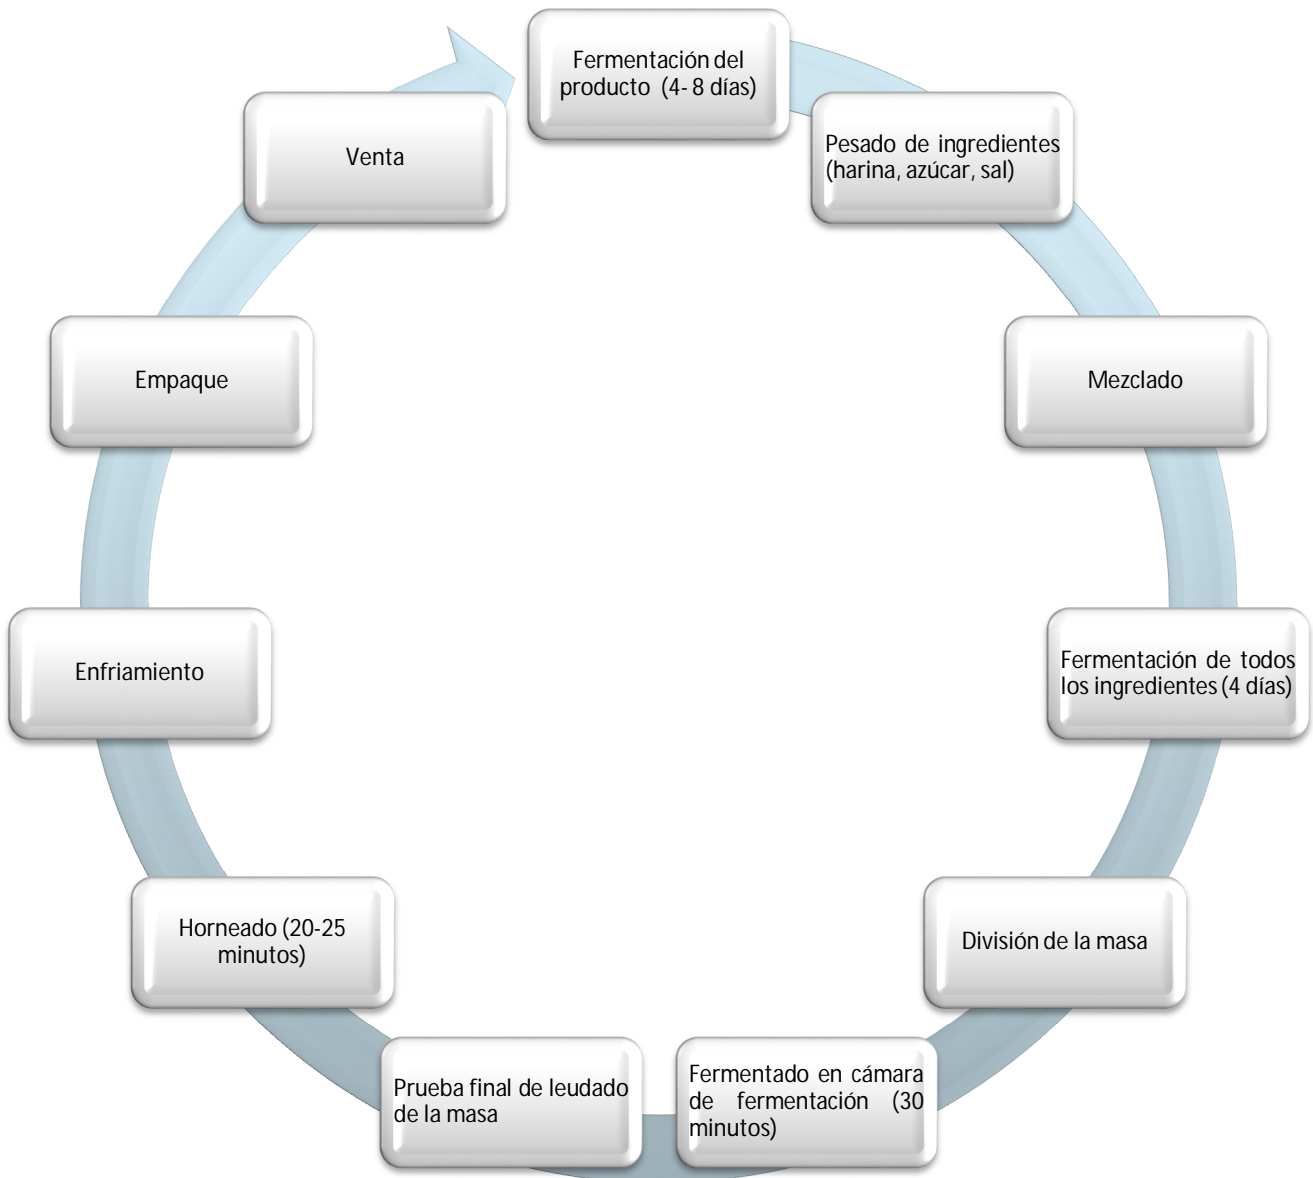 Fermentación del
producto (4- 8 días)
Pesado de ingredientes
(harina, azúcar, sal)
Mezclado
Fermentación de todos
los ingredientes (4 días)
División de la masa
Fermentado en cámara
de fermentación (30
minutos)
Prueba final de leudado
de la masa
Horneado (20-25
minutos)
Enfriamiento
Empaque
Venta